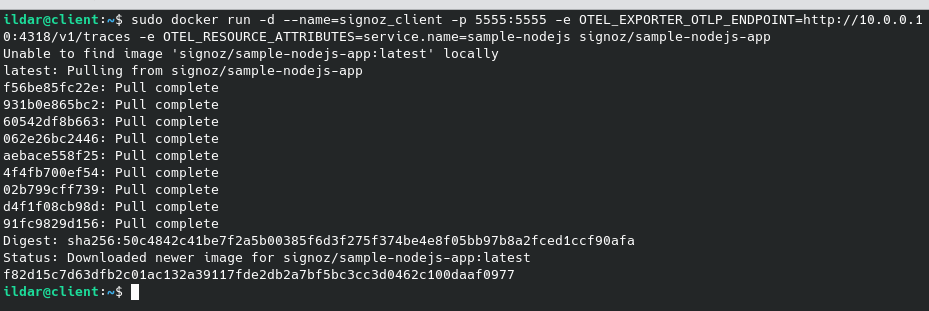 ildar@client:~$ sudo docker run -d --name=signoz_client -p 5555:5555 -e OTEL_EXPORTER_OTLP_ENDPOINT=http://10.0.0.1
0:4318/v1/traces -e OTEL_RESOURCE_ATTRIBUTES=service.name=sample-nodejs signoz/sample-nodejs-app
Unable to find image 'signoz/sample-nodejs-app:latest' locally
latest: Pulling from signoz/sample-nodejs-app
f56be85fc22e: Pull complete
931b0e865bc2: Pull complete
60542df8b663: Pull complete
062e26bc2446: Pull complete
aebace558f25: Pull complete
4f4fb700ef54: Pull complete
02b799cff739: Pull complete
d4f1f08cb98d: Pull complete
91fc9829d156: Pull complete
Digest: sha256:50c4842c41be7f2a5b00385f6d3f275f374be4e8f05bb97b8a2fced1ccf90afa
Status: Downloaded newer image for signoz/sample-nodejs-app:latest
f82d15c7d63dfb2c01ac132a39117fde2db2a7bf5bc3cc3d0462c100daaf0977
ildar@client:~$